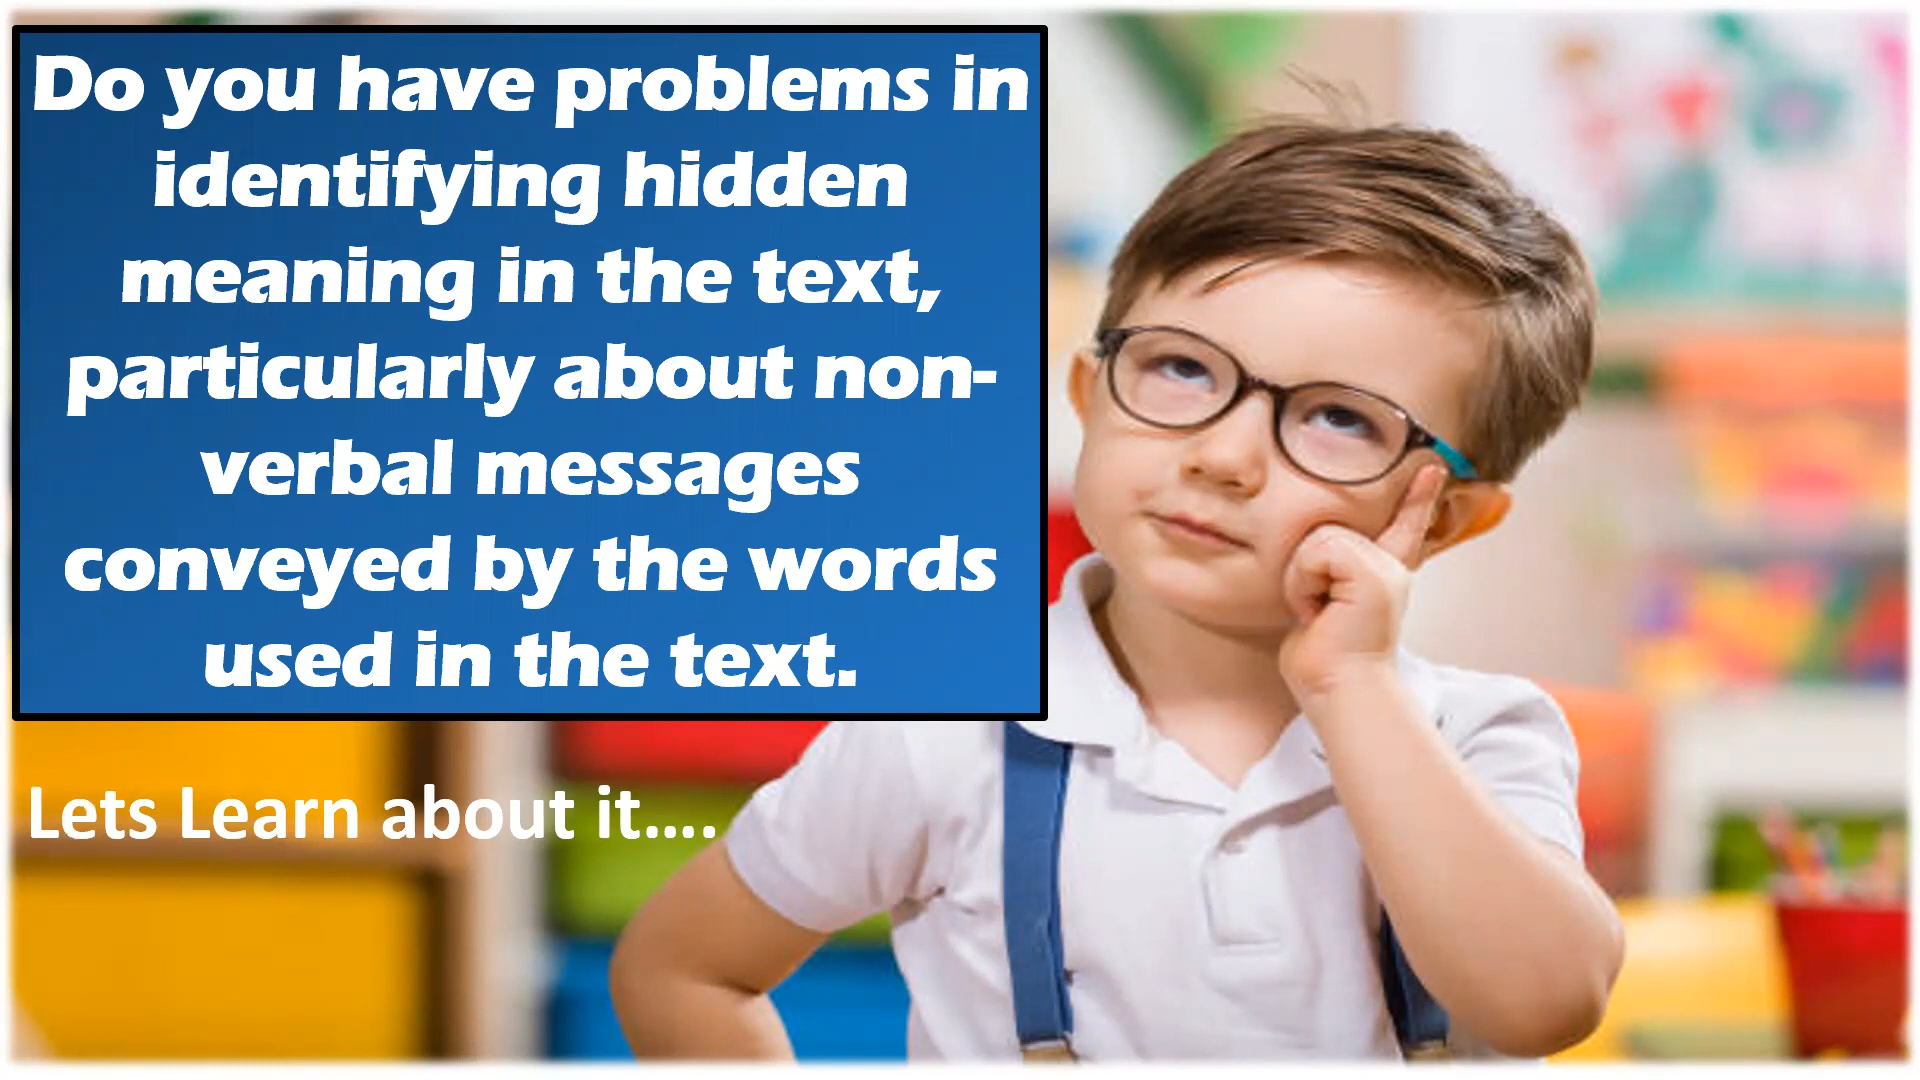 Do you have problems in
identifying hidden
meaning in the text,
particularly about non-
verbal messages
conveyed by the words
used in the text.
Lets Learn about it....